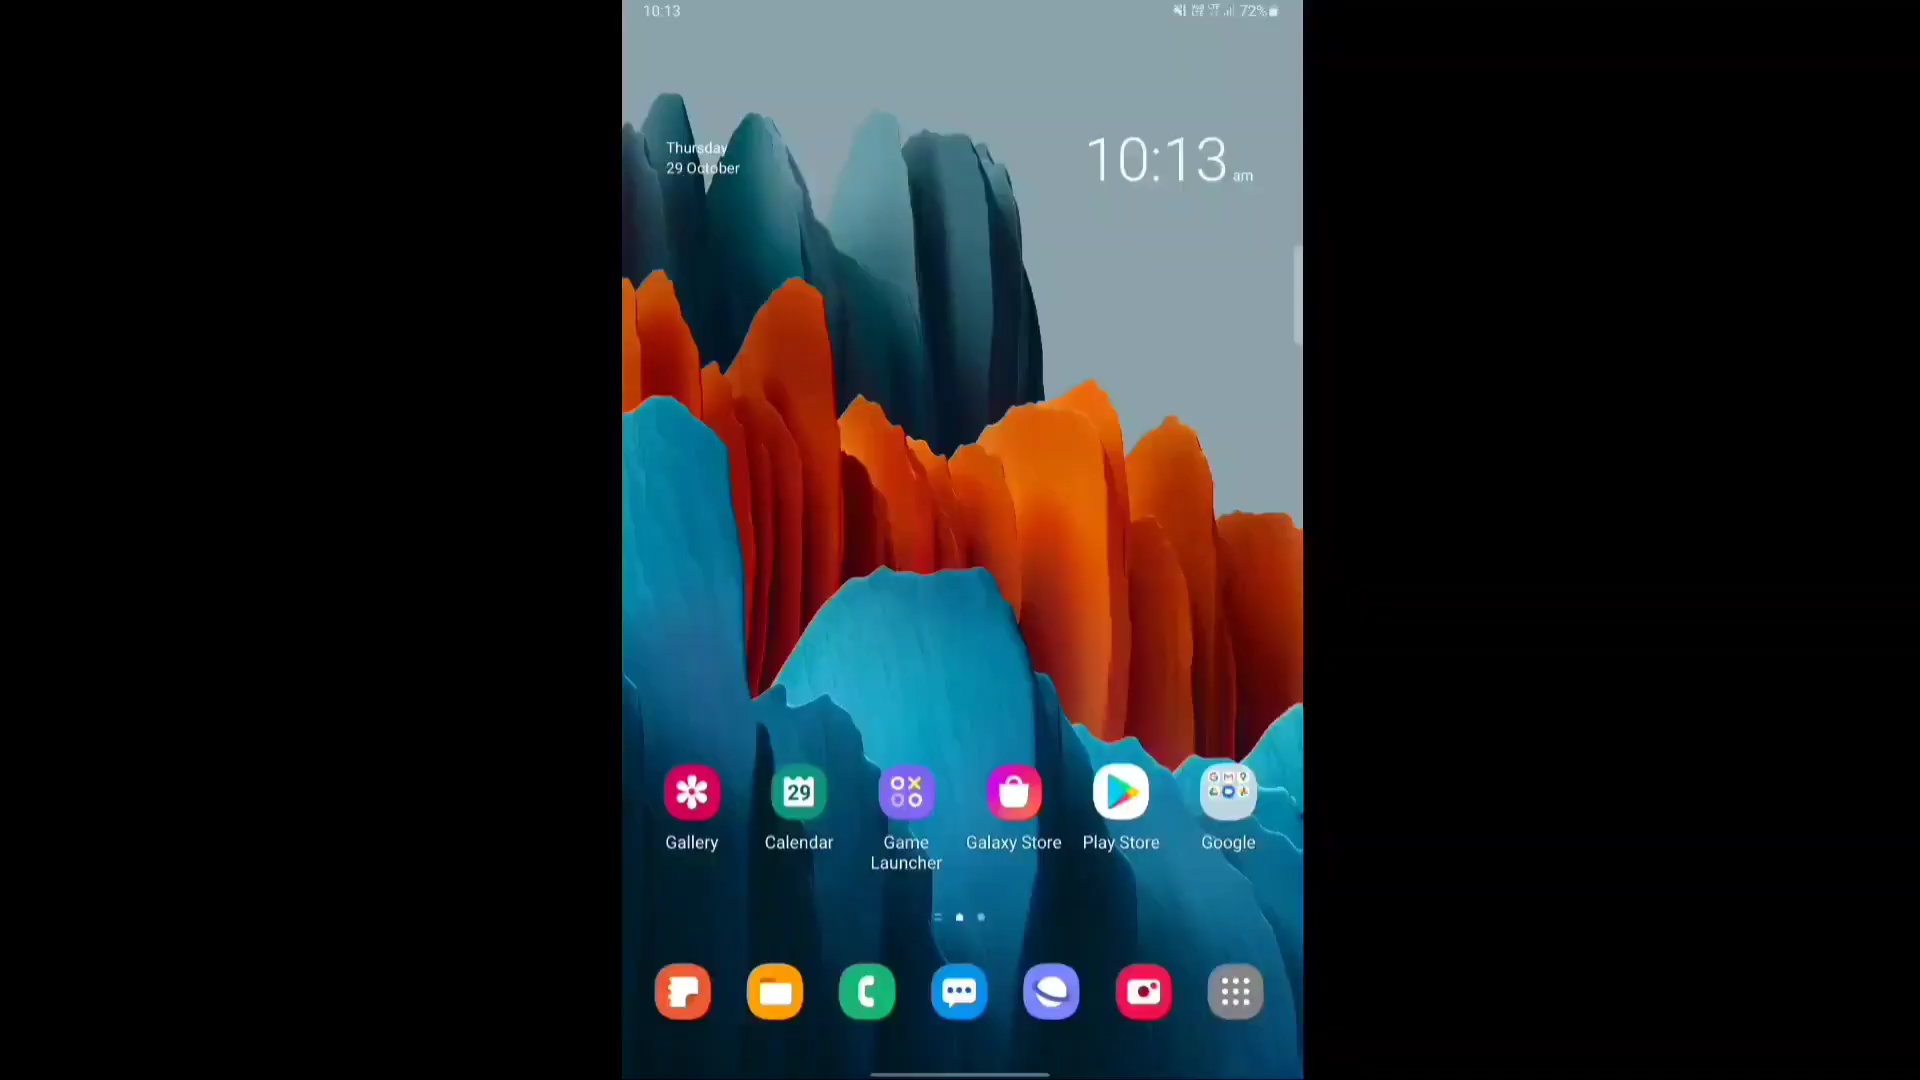 10:13
72%
Thursday
29 October
10:13 am
29
Gallery
Calendar
Game
Launcher
Galaxy Store
Play Store
Google